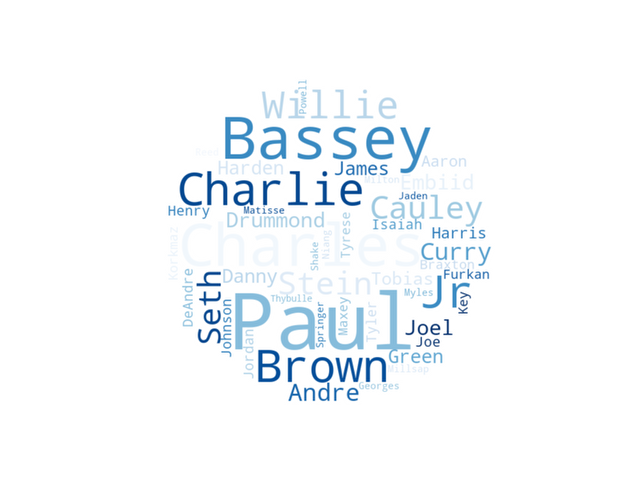 Powell
Willie
Bassey
Harden
James
Aaron
Milton
Embiid
Charlie
Jaden
Henry
Matisse
Cauley
Drummond
Tyrese
Isaiah
Harris
Charles
Korkmaz
Shake
Niang
Curry
Braxton
Furkan
DeAndre
Seth
Danny
Stein
Tobias
Jr
Key
Myles
Thybulle
Paul
Johnson
Springer
Maxey
Tyler
Joel
Joe
Jordan
Brown
Green
Millsap
Andre
Georges